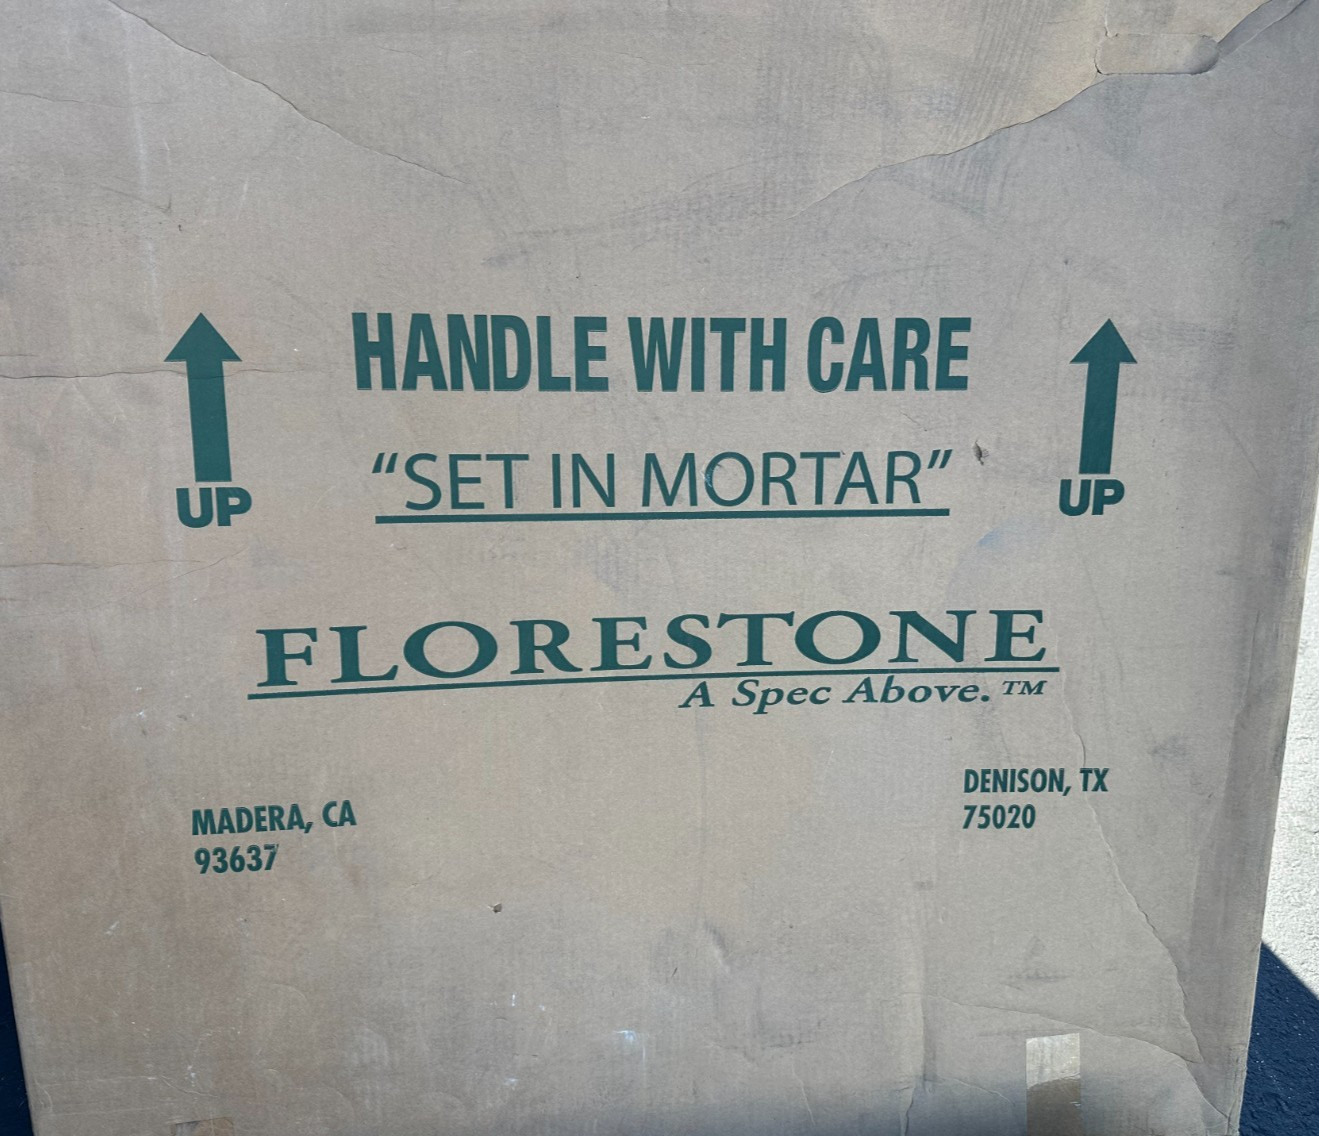 HANDLE WITH CARE
“SET IN MORTAR”
UP
UP
FLORESTONE
A Spec Above.™
MADERA, CA
93637
DENISON, TX
75020